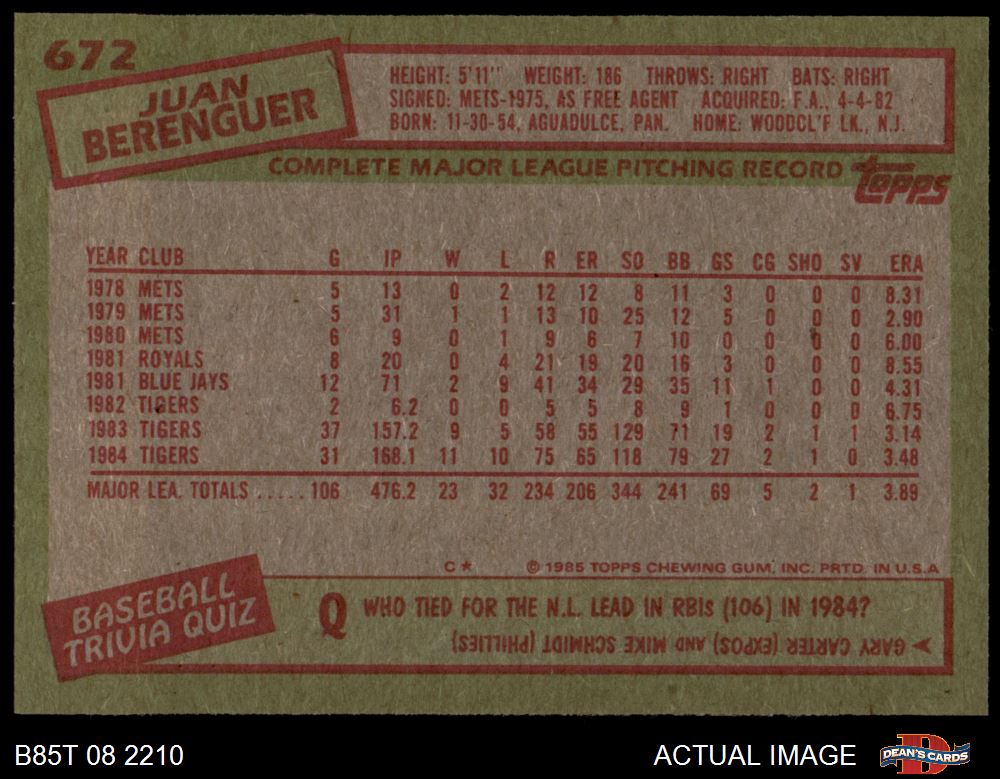 672
JUAN
BERENGUER
HEIGHT: 5'11" WEIGHT: 186 THROWS: RIGHT BATS: RIGHT
SIGNED: METS-1975, AS FREE AGENT ACQUIRED: F.A., 4-4-82
BORN: 11-30-54, AGUADULCE, PAN. HOME: WOODCL'F LK., N.J.
COMPLETE MAJOR LEAGUE PITCHING RECORD
topps
YEAR CLUB G IP W L R ER SO BB GS CG SHO SV ERA
1978 METS 5 13 0 2 12 12 8 11 3 0 0 0 8.31
1979 METS 5 31 1 1 13 10 25 12 5 0 0 0 2.90
1980 METS 6 9 0 1 9 6 7 10 0 0 0 0 6.00
1981 ROYALS 8 20 0 4 21 19 20 16 3 0 0 0 8.55
1981 BLUE JAYS 12 71 2 9 41 34 29 35 11 1 0 0 4.31
1982 TIGERS 2 6.2 0 0 5 5 8 9 1 0 0 0 6.75
1983 TIGERS 37 157.2 9 5 58 55 129 71 19 2 1 1 3.14
1984 TIGERS 31 168.1 11 10 75 65 118 79 27 2 1 0 3.48
MAJOR LEA. TOTALS ..... 106 476.2 23 32 234 206 344 241 69 5 2 1 3.89
C* © 1985 TOPPS CHEWING GUM, INC. PRTD. IN U.S.A
BASEBALL
TRIVIA QUIZ
Q WHO TIED FOR THE N.L. LEAD IN RBIs (106) IN 1984?
GARY CARTER (EXPOS) AND MIKE SCHMIDT (PHILLIES)
B85T 08 2210
ACTUAL IMAGE
D
DEAN'S CARDS